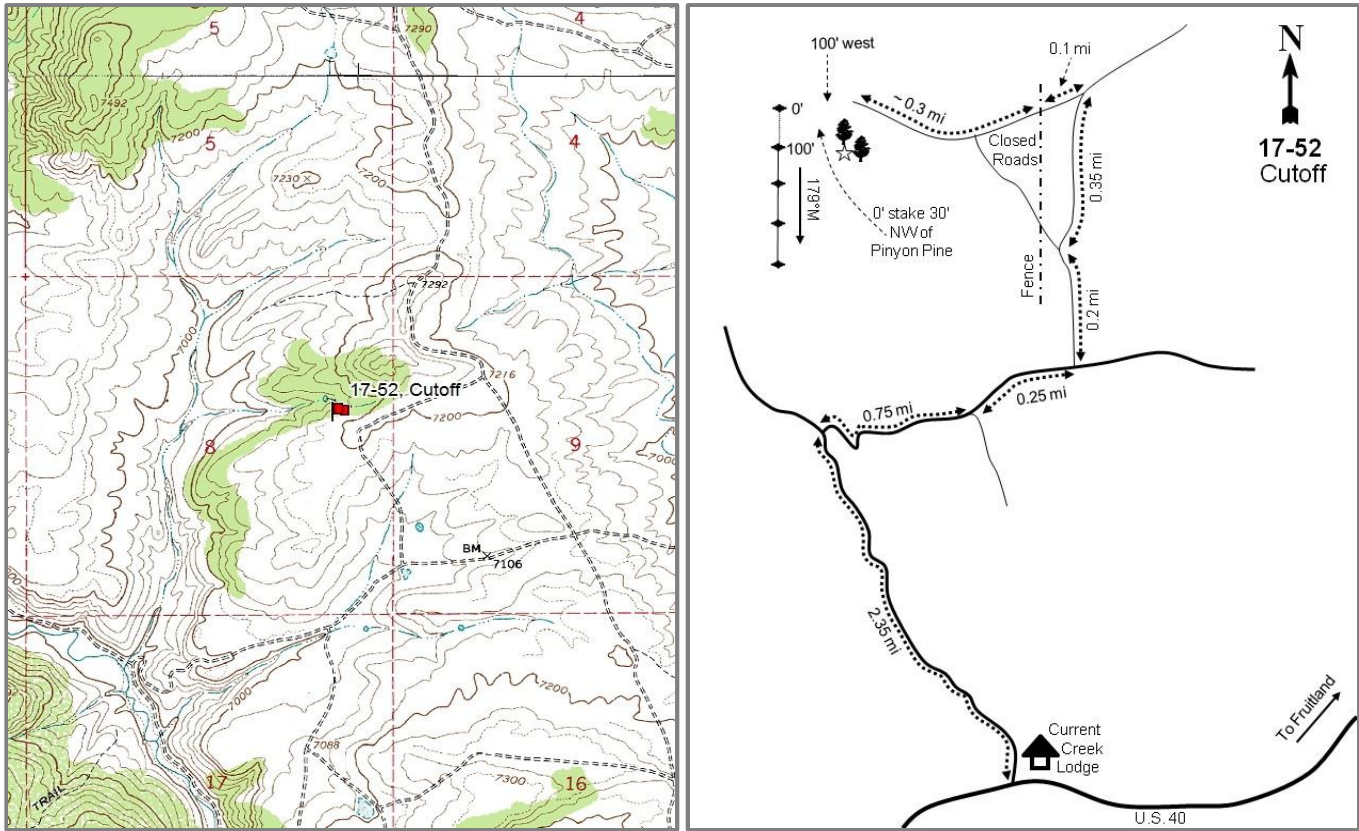 5
4
7290
7492
7200
5
4
7230
7200
7292
7000
7216
17-52, Cutoff
7200
8
9
7000
BM
7106
7000
7200
7088
7300
17
16
TRAIL
100' west
0.1 mi
N
0'
~ 0.3 mi
17-52
Cutoff
100'
Closed
Roads
0.35 mi
179°M
0' stake 30'
NW of
Pinyon Pine
Fence
0.2 mi
0.75 mi
0.25 mi
2.35 mi
Current
Creek
Lodge
To Fruitland
U.S. 40